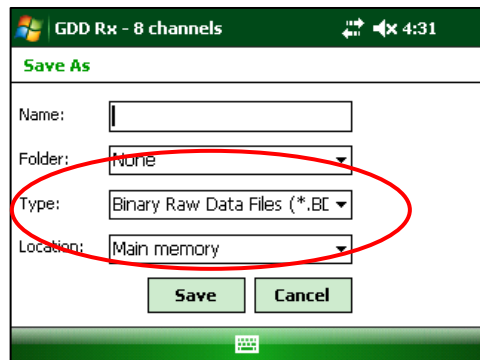 GDD Rx - 8 channels 4:31
Save As
Name:
Folder: None
Type: Binary Raw Data Files (*.BD
Location: Main memory
Save Cancel